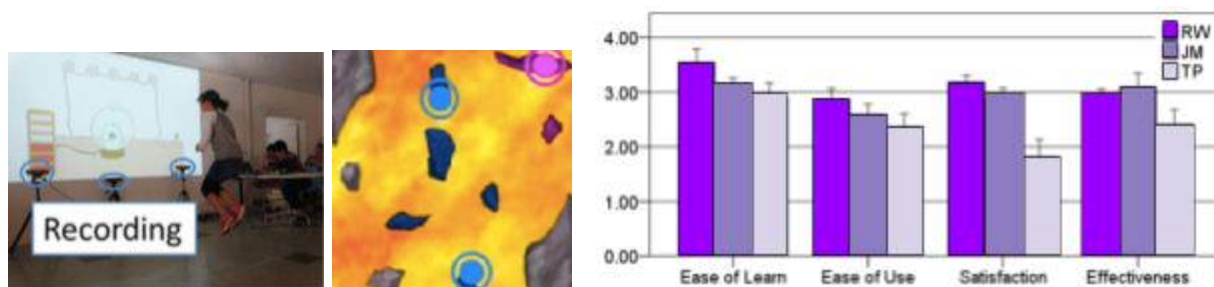 Recording
4.00
3.00
2.00
1.00
0.00
RW
JM
TP
Ease of Learn
Ease of Use
Satisfaction
Effectiveness